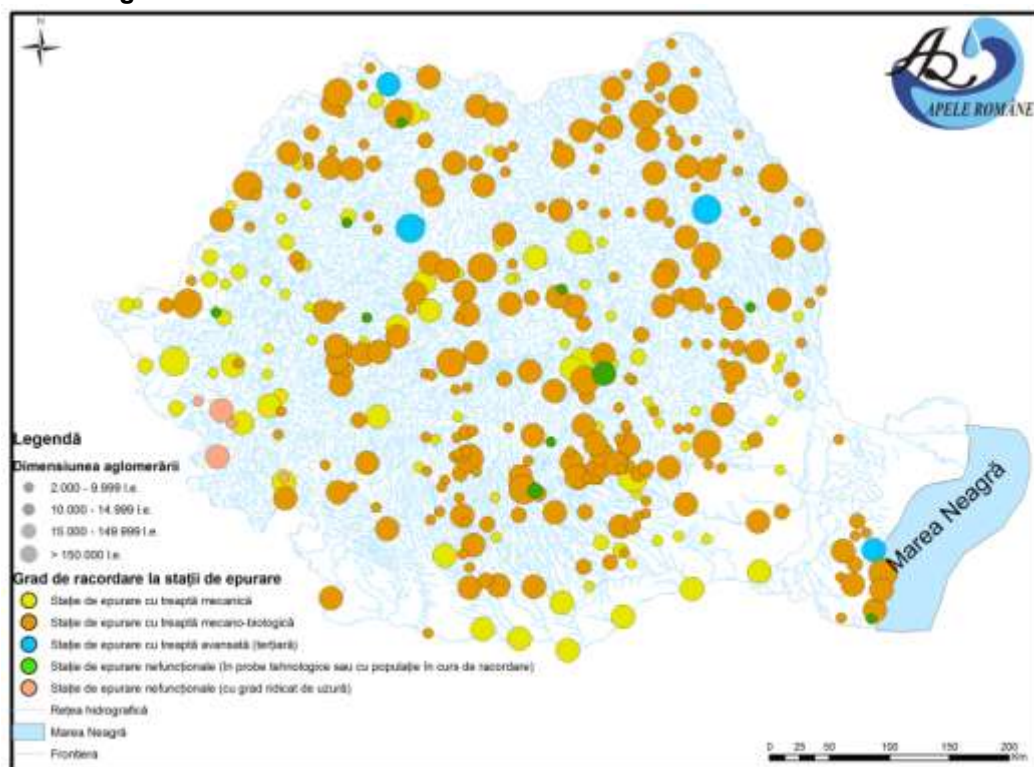 N
APELE ROMÂNE
Marea Neagră
Legendă
Dimensiunea aglomerării
2.000 - 9.999 l.e.
10.000 - 14.999 l.e.
15.000 - 149.999 l.e.
> 150.000 l.e.
Grad de racordare la stații de epurare
Stație de epurare cu treaptă mecanică
Stație de epurare cu treaptă mecano-biologică
Stație de epurare cu treaptă avansată (terțiară)
Stație de epurare nefuncționale (în probe tehnologice sau cu populație în curs de racordare)
Stație de epurare nefuncționale (cu grad ridicat de uzură)
Rețea hidrografică
Marea Neagră
Frontiera
0 25 50 100 150 200
Km